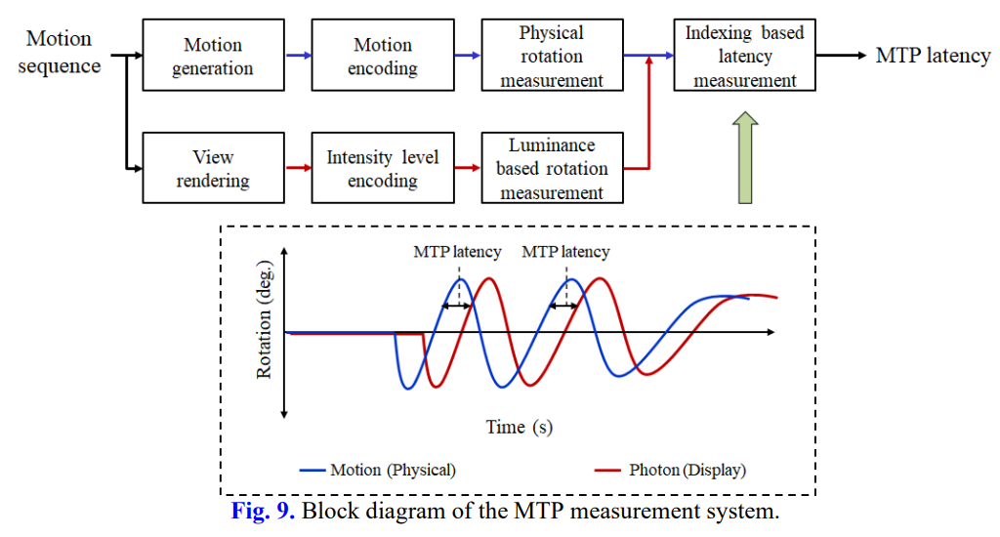 Motion
sequence
Motion
generation
Motion
encoding
Physical
rotation
measurement
Indexing based
latency
measurement
MTP latency
View
rendering
Intensity level
encoding
Luminance
based rotation
measurement
MTP latency
MTP latency
Rotation (deg.)
Time (s)
Motion (Physical)
Photon (Display)
Fig. 9. Block diagram of the MTP measurement system.